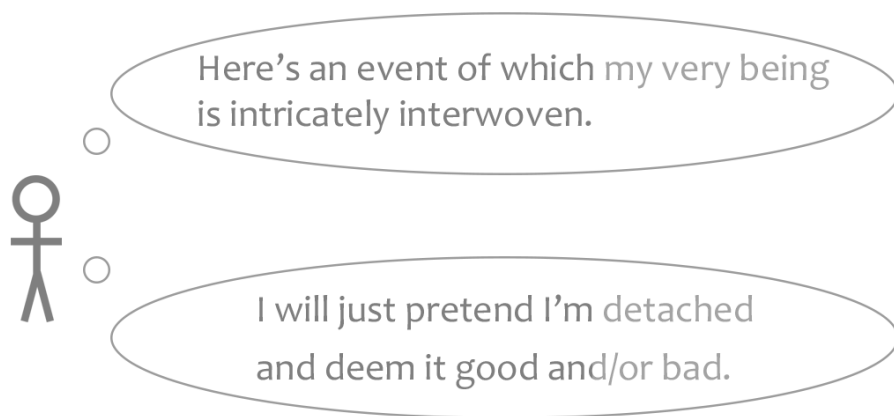 Here’s an event of which my very being
is intricately interwoven.
I will just pretend I’m detached
and deem it good and/or bad.